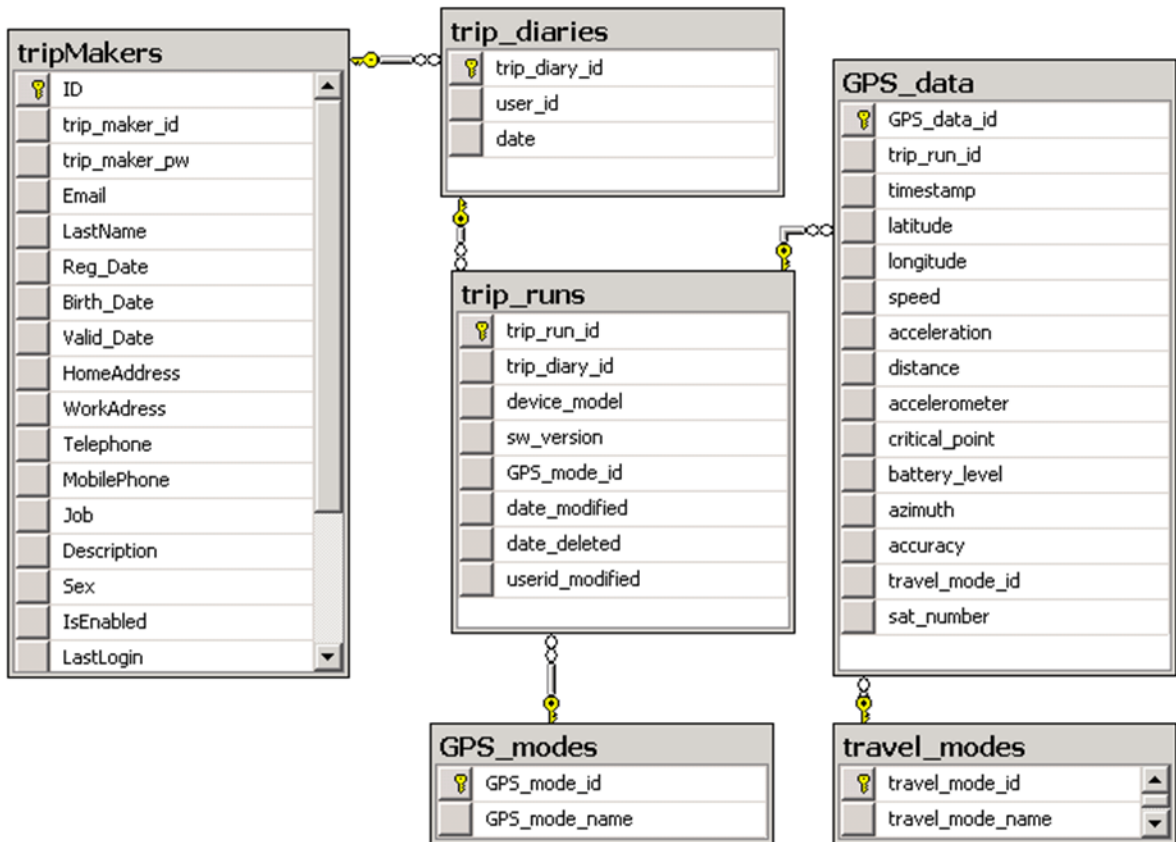 tripMakers
ID
trip_maker_id
trip_maker_pw
Email
LastName
Reg_Date
Birth_Date
Valid_Date
HomeAddress
WorkAdress
Telephone
MobilePhone
Job
Description
Sex
IsEnabled
LastLogin
trip_diaries
trip_diary_id
user_id
date
trip_runs
trip_run_id
trip_diary_id
device_model
sw_version
GPS_mode_id
date_modified
date_deleted
userid_modified
GPS_modes
GPS_mode_id
GPS_mode_name
GPS_data
GPS_data_id
trip_run_id
timestamp
latitude
longitude
speed
acceleration
distance
accelerometer
critical_point
battery_level
azimuth
accuracy
travel_mode_id
sat_number
travel_modes
travel_mode_id
travel_mode_name